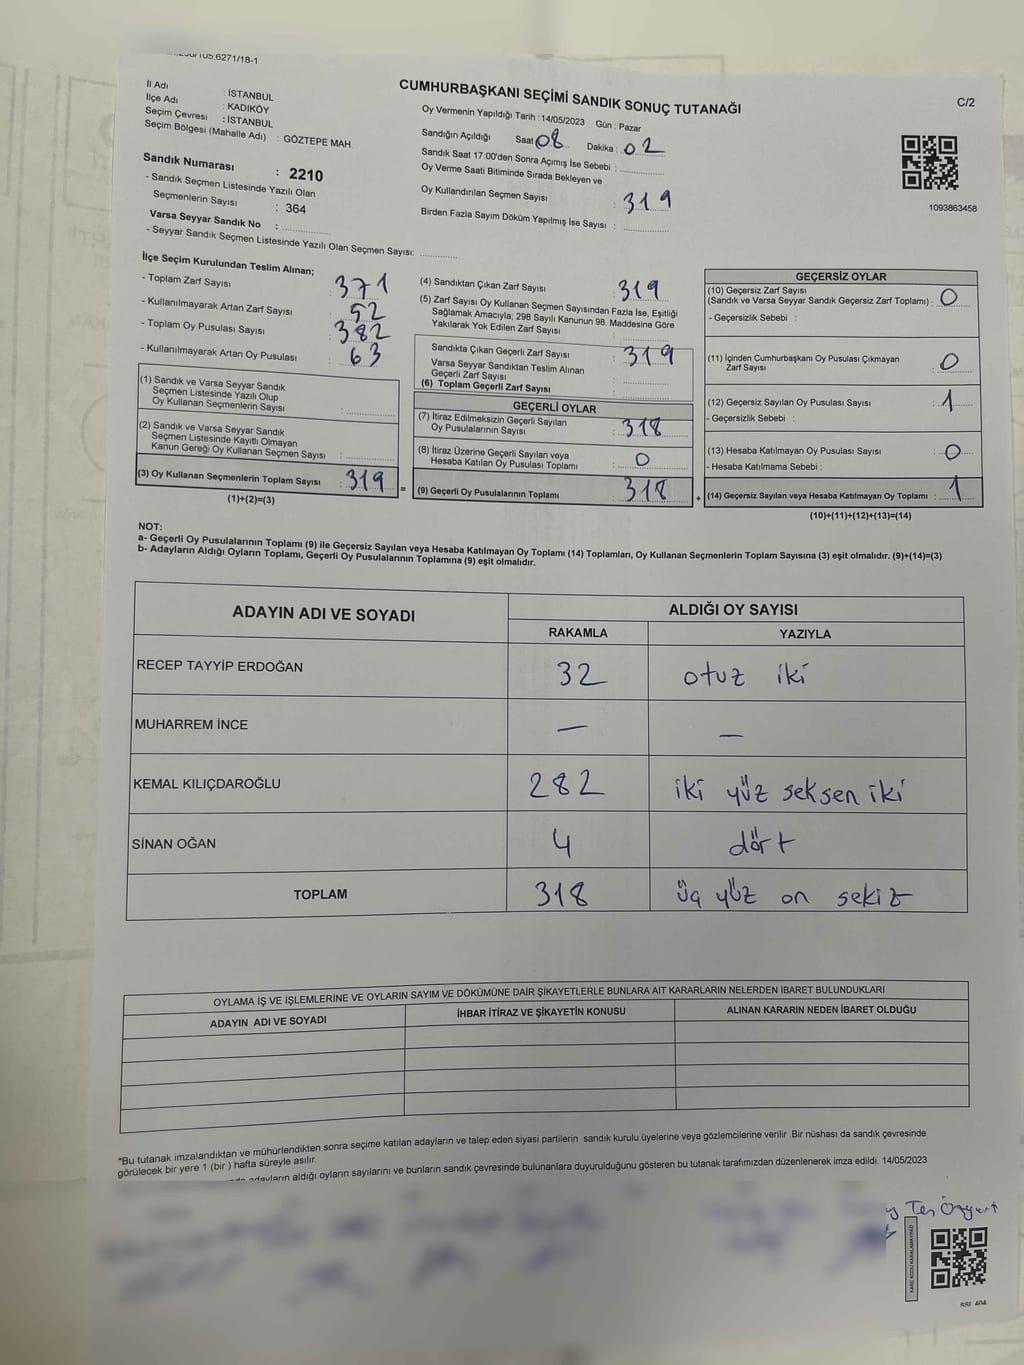 6271/18-1
CUMHURBAŞKANI SEÇİMİ SANDIK SONUÇ TUTANAĞI
C/2
İl Adı : İSTANBUL
İlçe Adı : KADIKÖY
Seçim Çevresi : İSTANBUL
Seçim Bölgesi (Mahalle Adı) : GÖZTEPE MAH.
Sandık Numarası : 2210
- Sandık Seçmen Listesinde Yazılı Olan
Seçmenlerin Sayısı : 364
Varsa Seyyar Sandık No :
- Seyyar Sandık Seçmen Listesinde Yazılı Olan Seçmen Sayısı:
Oy Vermenin Yapıldığı Tarih :14/05/2023 Gün : Pazar
Sandığın Açıldığı Saat 08 Dakika : 02
Sandık Saat 17:00'den Sonra Açımış İse Sebebi :
Oy Verme Saati Bitiminde Sırada Bekleyen ve
Oy Kullandırılan Seçmen Sayısı : 319
Birden Fazla Sayım Döküm Yapılmış İse Sayısı :
1093863458
İlçe Seçim Kurulundan Teslim Alınan;
- Toplam Zarf Sayısı : 371
- Kullanılmayarak Artan Zarf Sayısı : 52
- Toplam Oy Pusulası Sayısı : 382
- Kullanılmayarak Artan Oy Pusulası : 63
(1) Sandık ve Varsa Seyyar Sandık
Seçmen Listesinde Yazılı Olup
Oy Kullanan Seçmenlerin Sayısı :
(2) Sandık ve Varsa Seyyar Sandık
Seçmen Listesinde Kayıtlı Olmayan
Kanun Gereği Oy Kullanan Seçmen Sayısı :
(3) Oy Kullanan Seçmenlerin Toplam Sayısı : 319 =
(1)+(2)=(3)
(4) Sandıktan Çıkan Zarf Sayısı : 319
(5) Zarf Sayısı Oy Kullanan Seçmen Sayısından Fazla İse, Eşitliği
Sağlamak Amacıyla; 298 Sayılı Kanunun 98. Maddesine Göre
Yakılarak Yok Edilen Zarf Sayısı :
Sandıkta Çıkan Geçerli Zarf Sayısı : 319
Varsa Seyyar Sandıktan Teslim Alınan
Geçerli Zarf Sayısı :
(6) Toplam Geçerli Zarf Sayısı :
GEÇERLİ OYLAR
(7) İtiraz Edilmeksizin Geçerli Sayılan
Oy Pusulalarının Sayısı : 318
(8) İtiraz Üzerine Geçerli Sayılan veya
Hesaba Katılan Oy Pusulası Toplamı : 0
(9) Geçerli Oy Pusulalarının Toplamı : 318 +
GEÇERSİZ OYLAR
(10) Geçersiz Zarf Sayısı
(Sandık ve Varsa Seyyar Sandık Geçersiz Zarf Toplamı) : 0
- Geçersizlik Sebebi :
(11) İçinden Cumhurbaşkanı Oy Pusulası Çıkmayan
Zarf Sayısı : 0
(12) Geçersiz Sayılan Oy Pusulası Sayısı : 1
- Geçersizlik Sebebi :
(13) Hesaba Katılmayan Oy Pusulası Sayısı : 0
- Hesaba Katılmama Sebebi :
(14) Geçersiz Sayılan veya Hesaba Katılmayan Oy Toplamı : 1
(10)+(11)+(12)+(13)=(14)
NOT:
a- Geçerli Oy Pusulalarının Toplamı (9) ile Geçersiz Sayılan veya Hesaba Katılmayan Oy Toplamı (14) Toplamları, Oy Kullanan Seçmenlerin Toplam Sayısına (3) eşit olmalıdır. (9)+(14)=(3)
b- Adayların Aldığı Oyların Toplamı, Geçerli Oy Pusulalarının Toplamına (9) eşit olmalıdır.
ADAYIN ADI VE SOYADI ALDIĞI OY SAYISI
RAKAMLA YAZIYLA
RECEP TAYYİP ERDOĞAN 32 otuz iki
MUHARREM İNCE — —
KEMAL KILIÇDAROĞLU 282 iki yüz seksen iki
SİNAN OĞAN 4 dört
TOPLAM 318 üç yüz on sekiz
OYLAMA İŞ VE İŞLEMLERİNE VE OYLARIN SAYIM VE DÖKÜMÜNE DAİR ŞİKAYETLERLE BUNLARA AİT KARARLARIN NELERDEN İBARET BULUNDUKLARI
ADAYIN ADI VE SOYADI İHBAR İTİRAZ VE ŞİKAYETİN KONUSU ALINAN KARARIN NEDEN İBARET OLDUĞU
*Bu tutanak imzalandıktan ve mühürlendikten sonra seçime katılan adayların ve talep eden siyasi partilerin sandık kurulu üyelerine veya gözlemcilerine verilir .Bir nüshası da sandık çevresinde
görülecek bir yere 1 (bir ) hafta süreyle asılır.
adayların aldığı oyların sayılarını ve bunların sandık çevresinde bulunanlara duyurulduğunu gösteren bu tutanak tarafımızdan düzenlenerek imza edildi. 14/05/2023